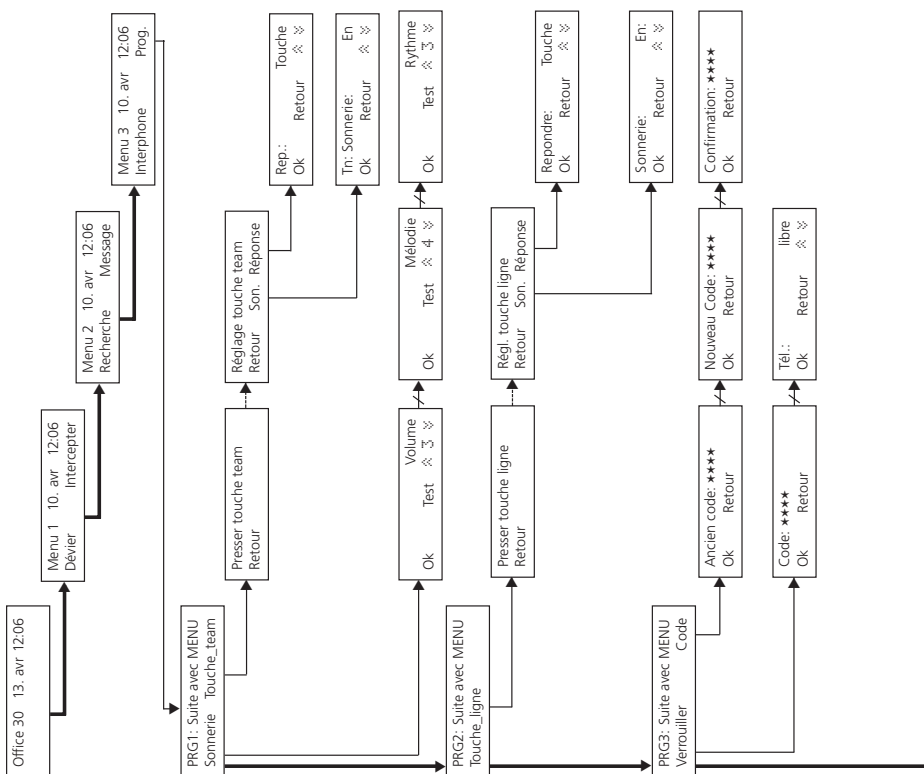 Office 30 13. avr 12:06
Menu 1 10. avr 12:06
Dévier Intercepter
Menu 2 10. avr 12:06
Recherche Message
Menu 3 10. avr 12:06
Interphone Prog.
PRG1: Suite avec MENU
Sonnerie Touche_team
Presser touche team
Retour
Réglage touche team
Retour Son. Réponse
Rep.: Touche
Ok Retour
Tn: Sonnerie: En
Ok Retour
Volume
Ok Test 3
Mélodie
Ok Test 4
Rythme
Ok Test 3
PRG2: Suite avec MENU
Touche_ligne
Presser touche ligne
Retour
Régl. touche ligne
Retour Son. Réponse
Repondre: Touche
Ok Retour
Sonnerie: En:
Ok Retour
PRG3: Suite avec MENU
Verrouiller Code
Ancien code: ★★★★
Ok Retour
Nouveau Code: ★★★★
Ok Retour
Confirmation: ★★★★
Ok Retour
Code: ★★★★
Ok Retour
Tél.: libre
Ok Retour